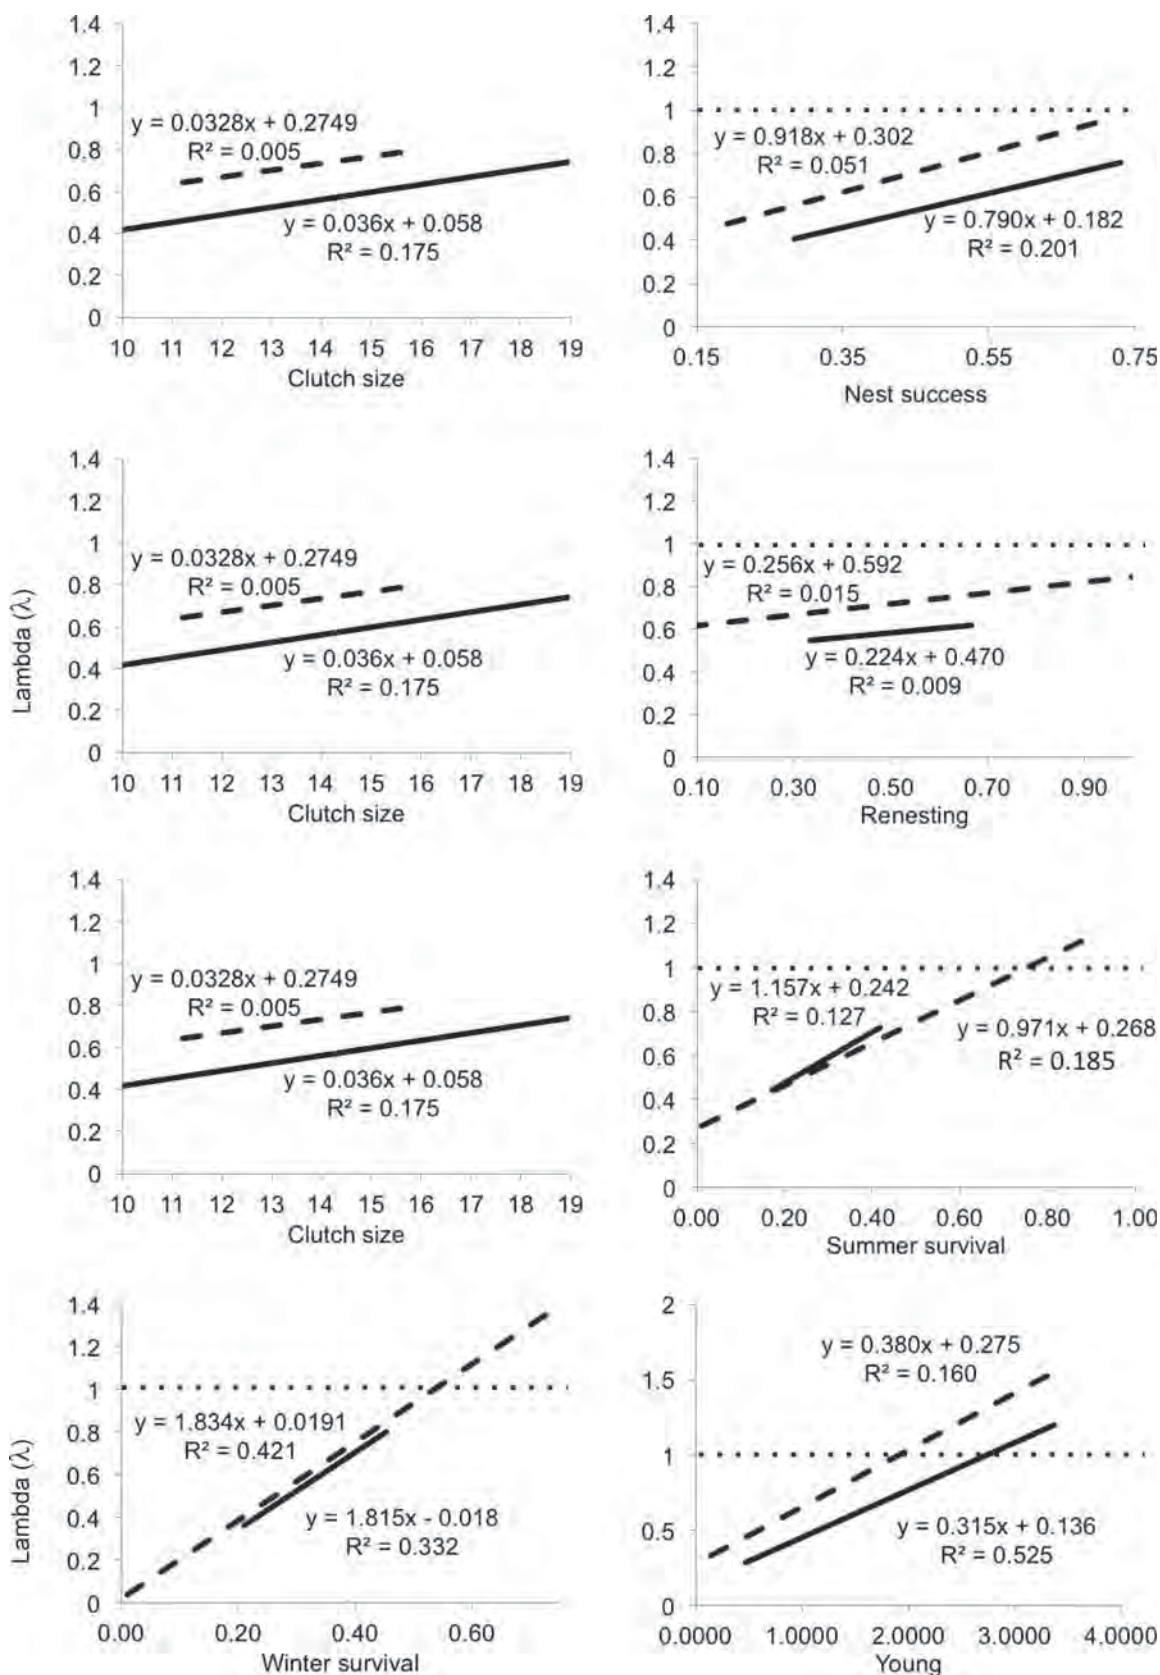 1.4
1.2
1
0.8
0.6
0.4
0.2
0
y = 0.0328x + 0.2749
R² = 0.005
y = 0.036x + 0.058
R² = 0.175
10 11 12 13 14 15 16 17 18 19
Clutch size
1.4
1.2
1
0.8
0.6
0.4
0.2
0
y = 0.918x + 0.302
R² = 0.051
y = 0.790x + 0.182
R² = 0.201
0.15 0.35 0.55 0.75
Nest success
Lambda (λ)
1.4
1.2
1
0.8
0.6
0.4
0.2
0
y = 0.0328x + 0.2749
R² = 0.005
y = 0.036x + 0.058
R² = 0.175
10 11 12 13 14 15 16 17 18 19
Clutch size
1.4
1.2
1
0.8
0.6
0.4
0.2
0
y = 0.256x + 0.592
R² = 0.015
y = 0.224x + 0.470
R² = 0.009
0.10 0.30 0.50 0.70 0.90
Renesting
1.4
1.2
1
0.8
0.6
0.4
0.2
0
y = 0.0328x + 0.2749
R² = 0.005
y = 0.036x + 0.058
R² = 0.175
10 11 12 13 14 15 16 17 18 19
Clutch size
1.4
1.2
1
0.8
0.6
0.4
0.2
0
y = 1.157x + 0.242
R² = 0.127
y = 0.971x + 0.268
R² = 0.185
0.00 0.20 0.40 0.60 0.80 1.00
Summer survival
Lambda (λ)
1.4
1.2
1
0.8
0.6
0.4
0.2
0
y = 1.834x + 0.0191
R² = 0.421
y = 1.815x - 0.018
R² = 0.332
0.00 0.20 0.40 0.60
Winter survival
2
1.5
1
0.5
0
y = 0.380x + 0.275
R² = 0.160
y = 0.315x + 0.136
R² = 0.525
0.0000 1.0000 2.0000 3.0000 4.0000
Young